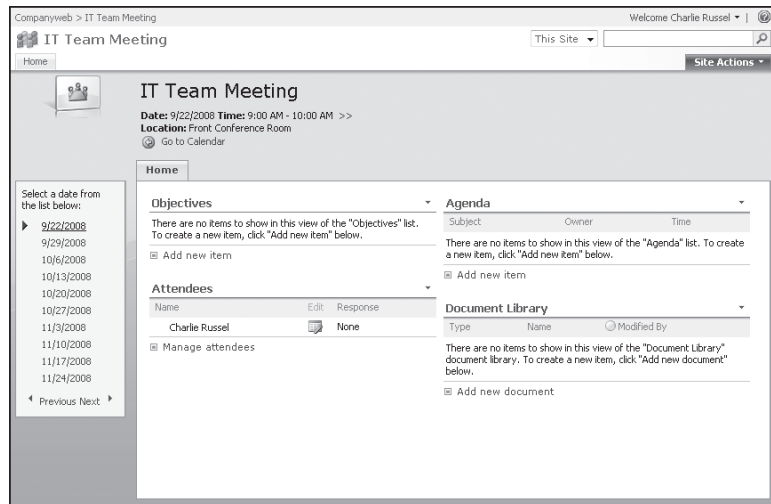 Companyweb > IT Team Meeting
Welcome Charlie Russel
IT Team Meeting
This Site
Home
Site Actions
IT Team Meeting
Date: 9/22/2008 Time: 9:00 AM - 10:00 AM >>
Location: Front Conference Room
Go to Calendar
Home
Select a date from
the list below:
9/22/2008
9/29/2008
10/6/2008
10/13/2008
10/20/2008
10/27/2008
11/3/2008
11/10/2008
11/17/2008
11/24/2008
Previous Next
Objectives
There are no items to show in this view of the "Objectives" list.
To create a new item, click "Add new item" below.
Add new item
Attendees
Name Edit Response
Charlie Russel None
Manage attendees
Agenda
Subject Owner Time
There are no items to show in this view of the "Agenda" list. To create
a new item, click "Add new item" below.
Add new item
Document Library
Type Name Modified By
There are no items to show in this view of the "Document Library"
document library. To create a new item, click "Add new document"
below.
Add new document